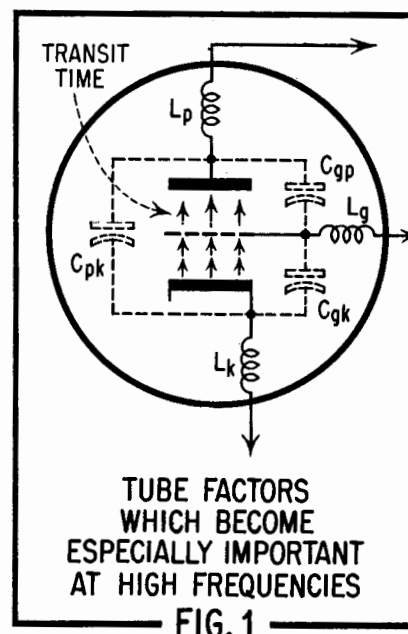 TRANSIT
TIME
Lp
Cgp
Lg
Cpk
Cgk
Lk
TUBE FACTORS
WHICH BECOME
ESPECIALLY IMPORTANT
AT HIGH FREQUENCIES
FIG. 1